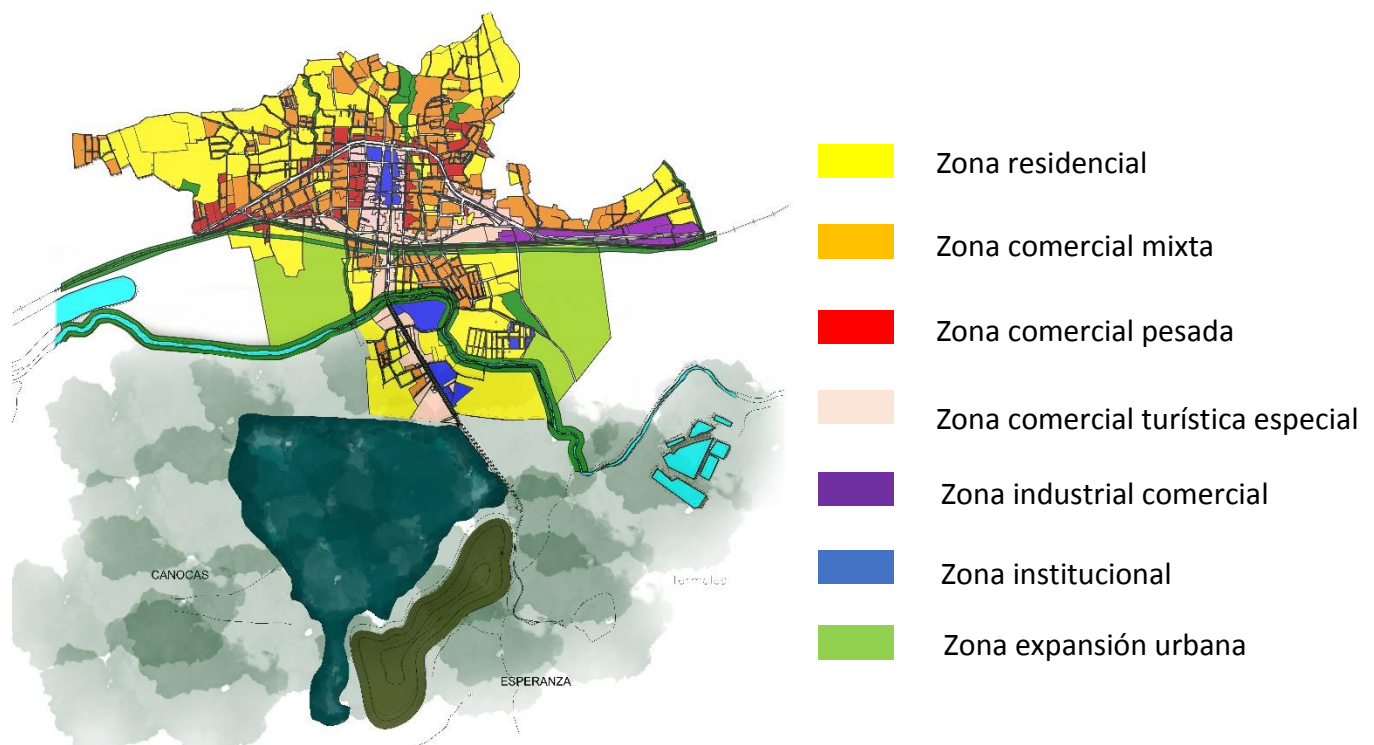 Zona residencial
Zona comercial mixta
Zona comercial pesada
Zona comercial turística especial
Zona industrial comercial
Zona institucional
Zona expansión urbana
CANOCAS
Termales
ESPERANZA